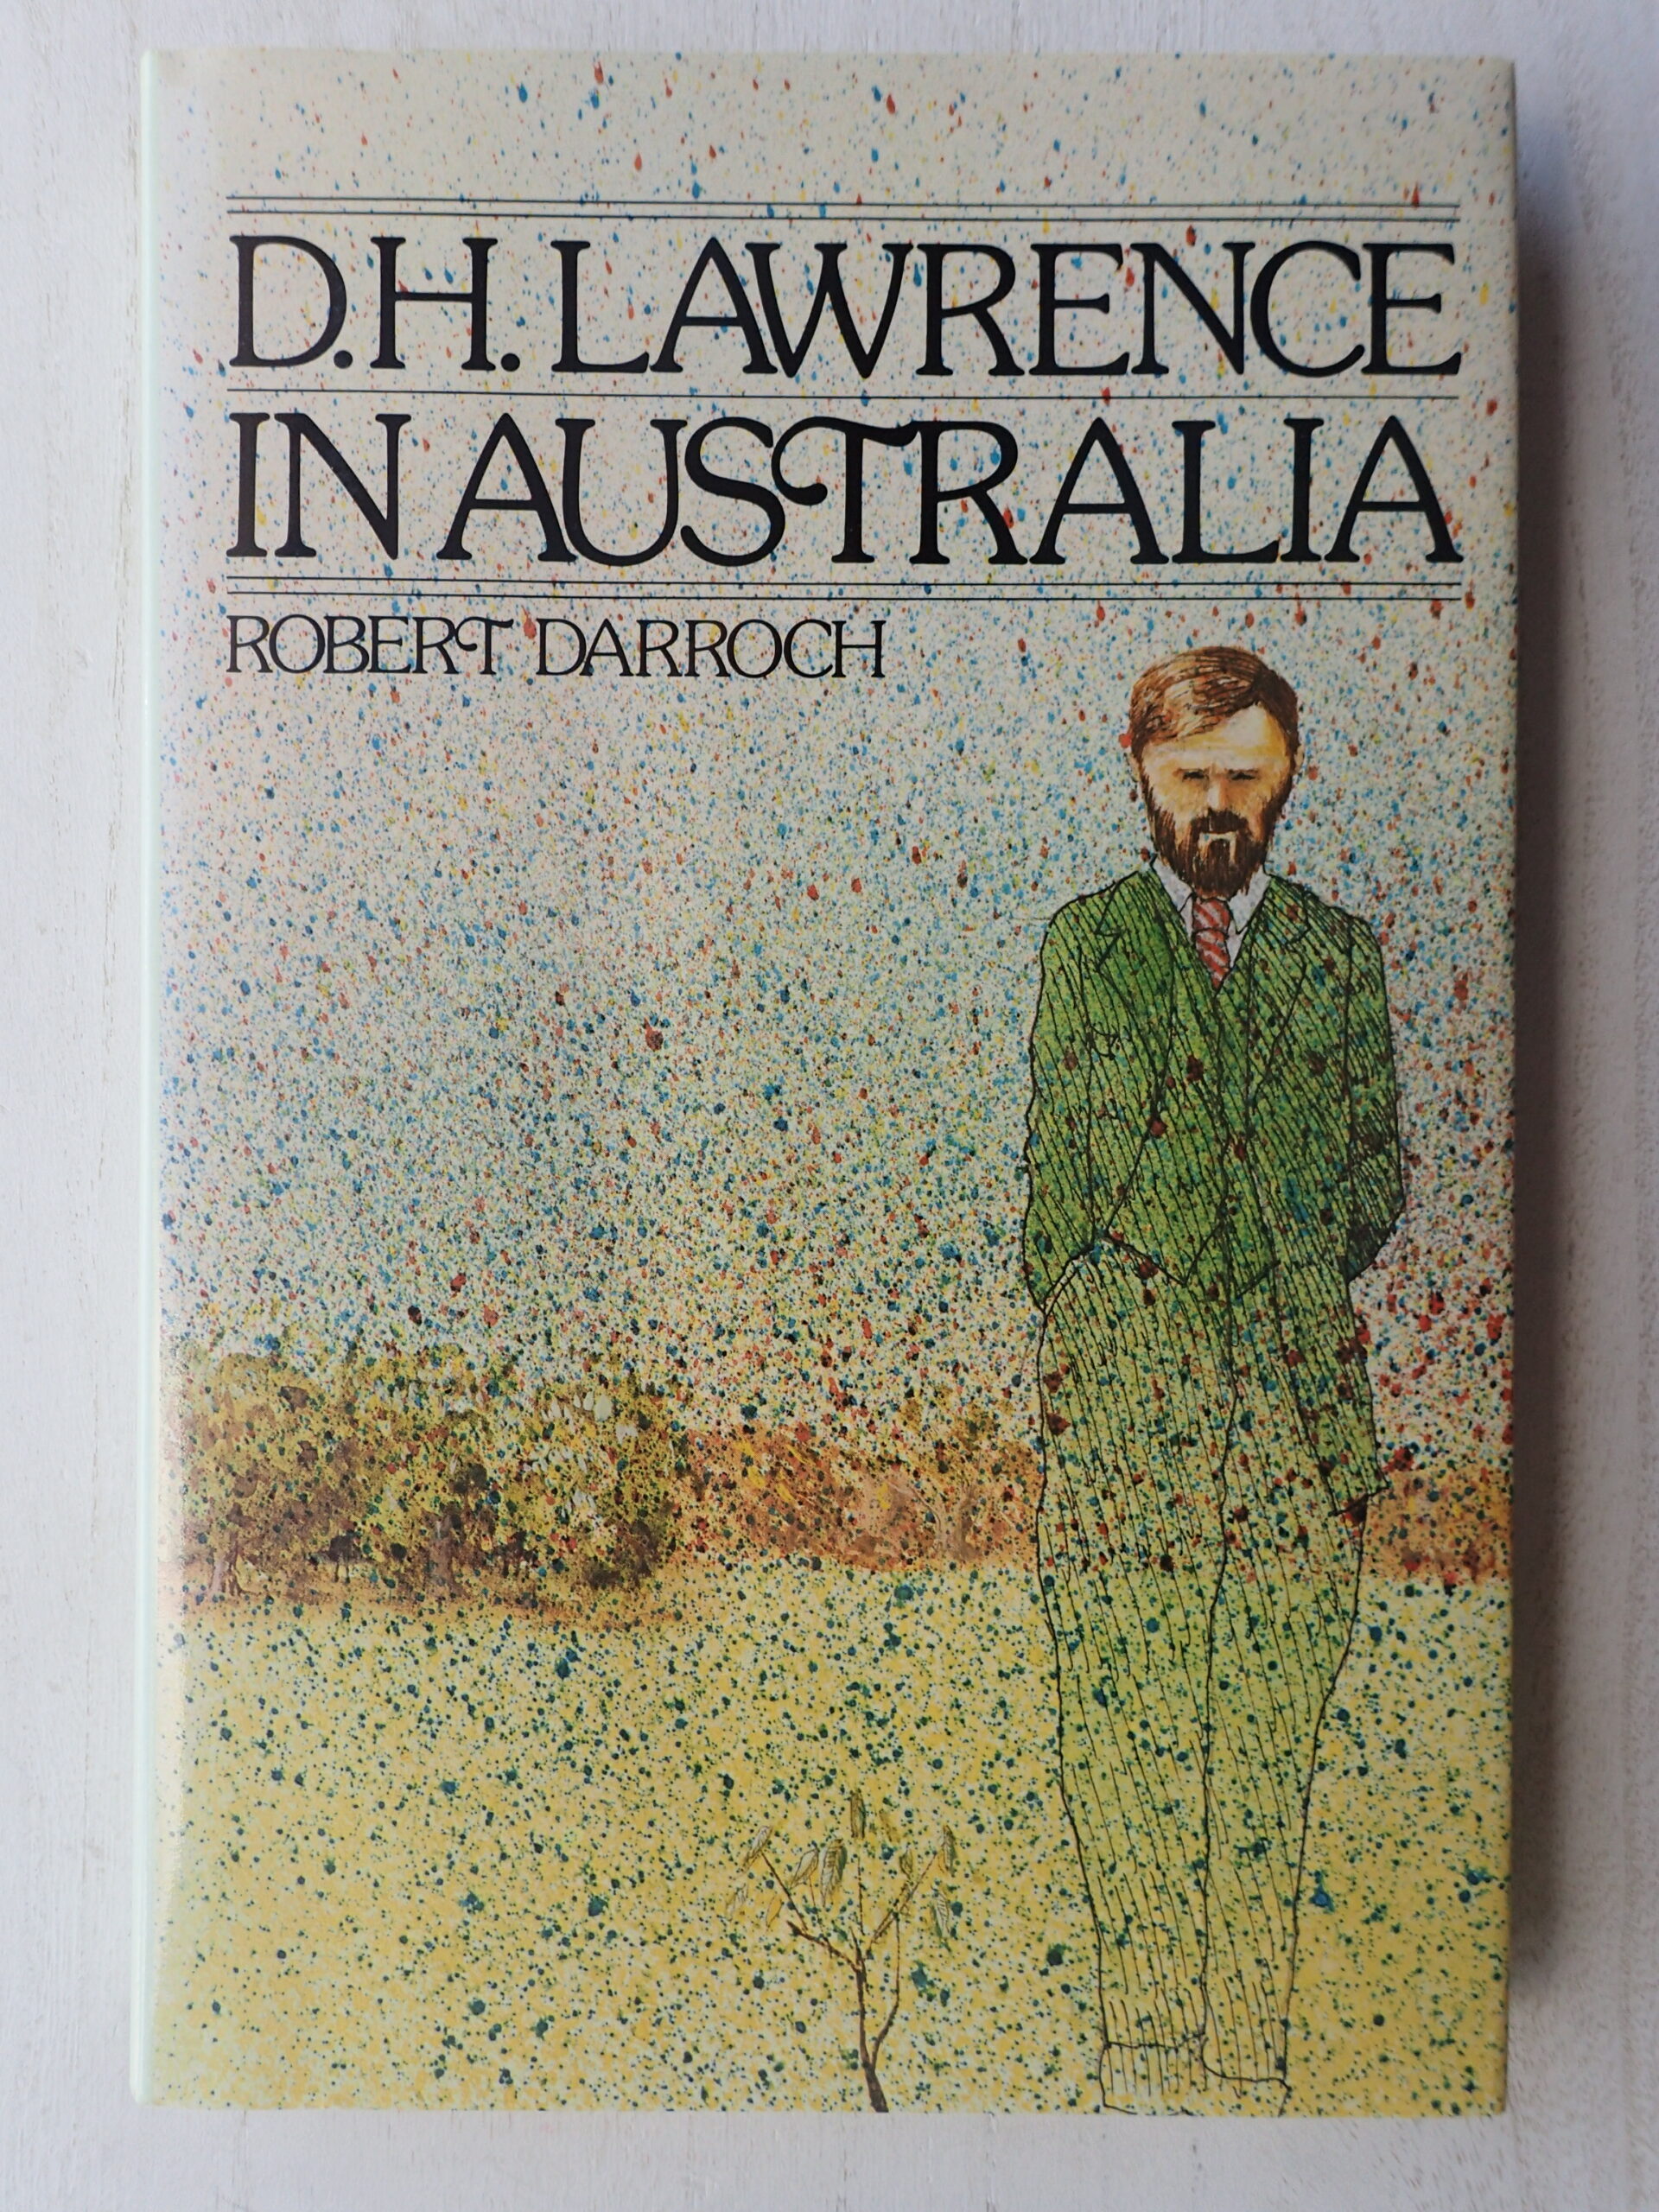 D.H. LAWRENCE
IN AUSTRALIA
ROBERT DARROCH